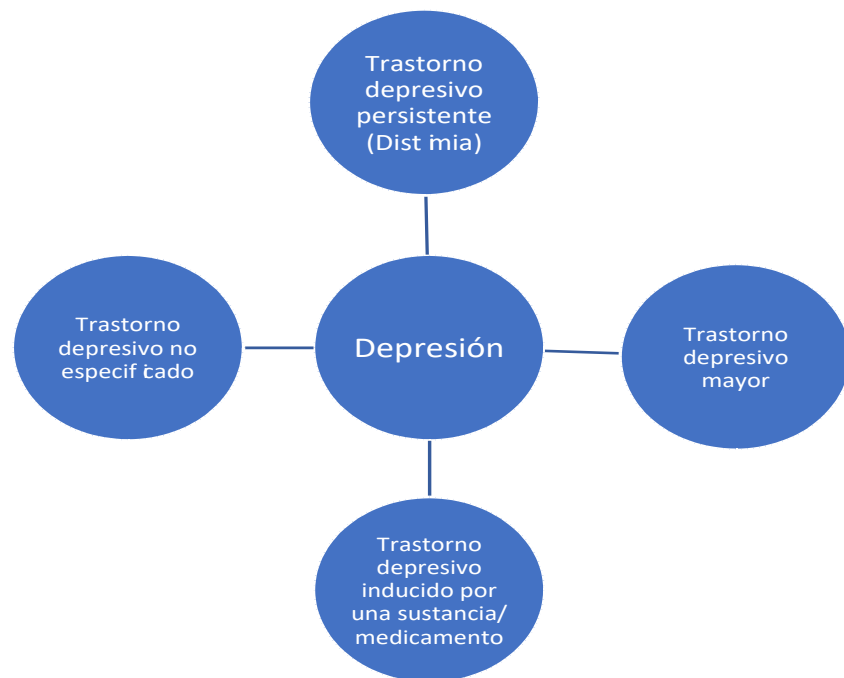 Trastorno
depresivo
persistente
(Dist imia)
Trastorno
depresivo no
especif icado
Depresión
Trastorno
depresivo
mayor
Trastorno
depresivo
inducido por
una sustancia/
medicamento